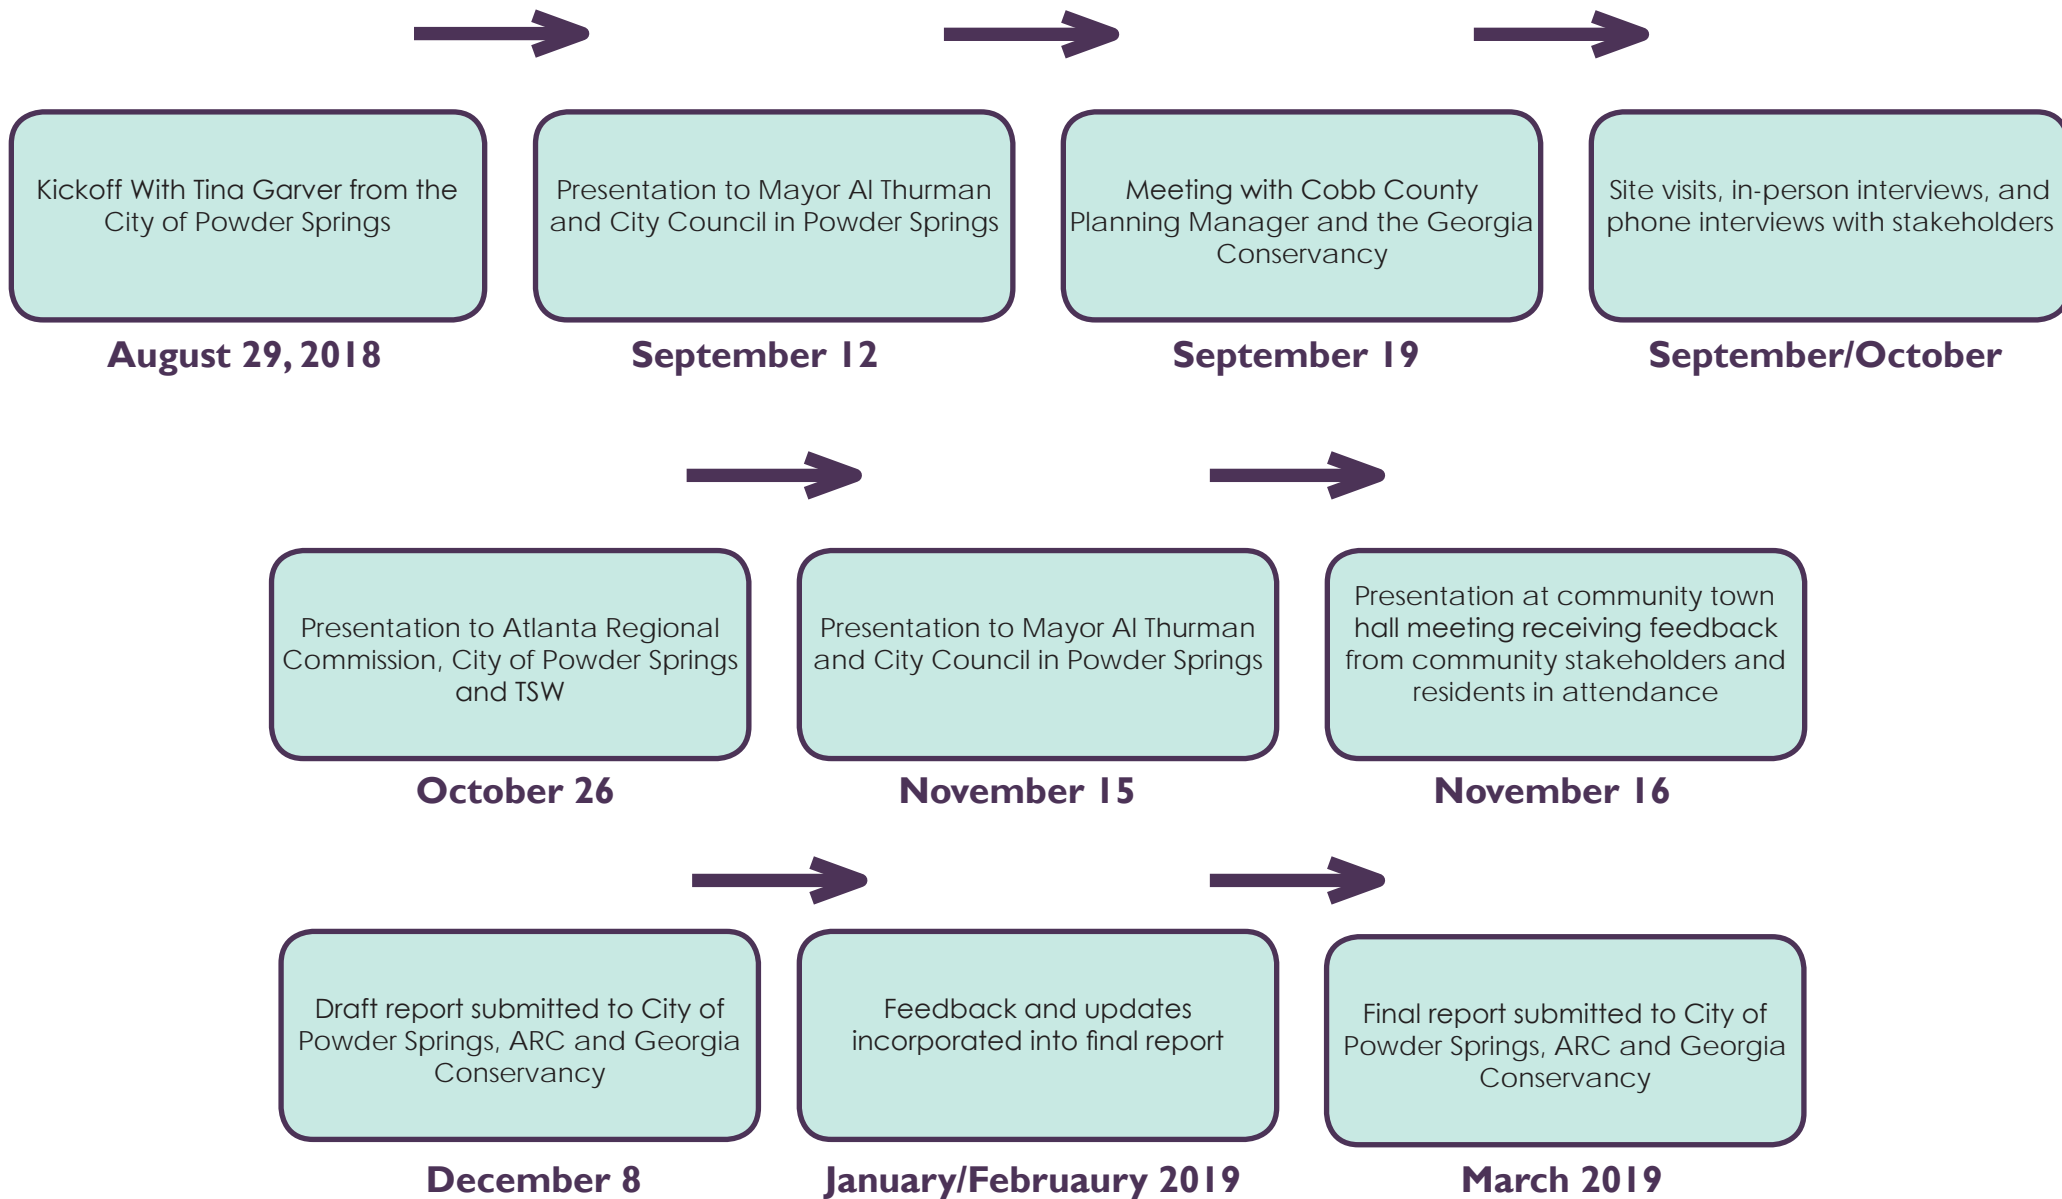 Kickoff With Tina Garver from the
City of Powder Springs
August 29, 2018
Presentation to Mayor Al Thurman
and City Council in Powder Springs
September 12
Meeting with Cobb County
Planning Manager and the Georgia
Conservancy
September 19
Site visits, in-person interviews, and
phone interviews with stakeholders
September/October
Presentation to Atlanta Regional
Commission, City of Powder Springs
and TSW
October 26
Presentation to Mayor Al Thurman
and City Council in Powder Springs
November 15
Presentation at community town
hall meeting receiving feedback
from community stakeholders and
residents in attendance
November 16
Draft report submitted to City of
Powder Springs, ARC and Georgia
Conservancy
December 8
Feedback and updates
incorporated into final report
January/Februaury 2019
Final report submitted to City of
Powder Springs, ARC and Georgia
Conservancy
March 2019